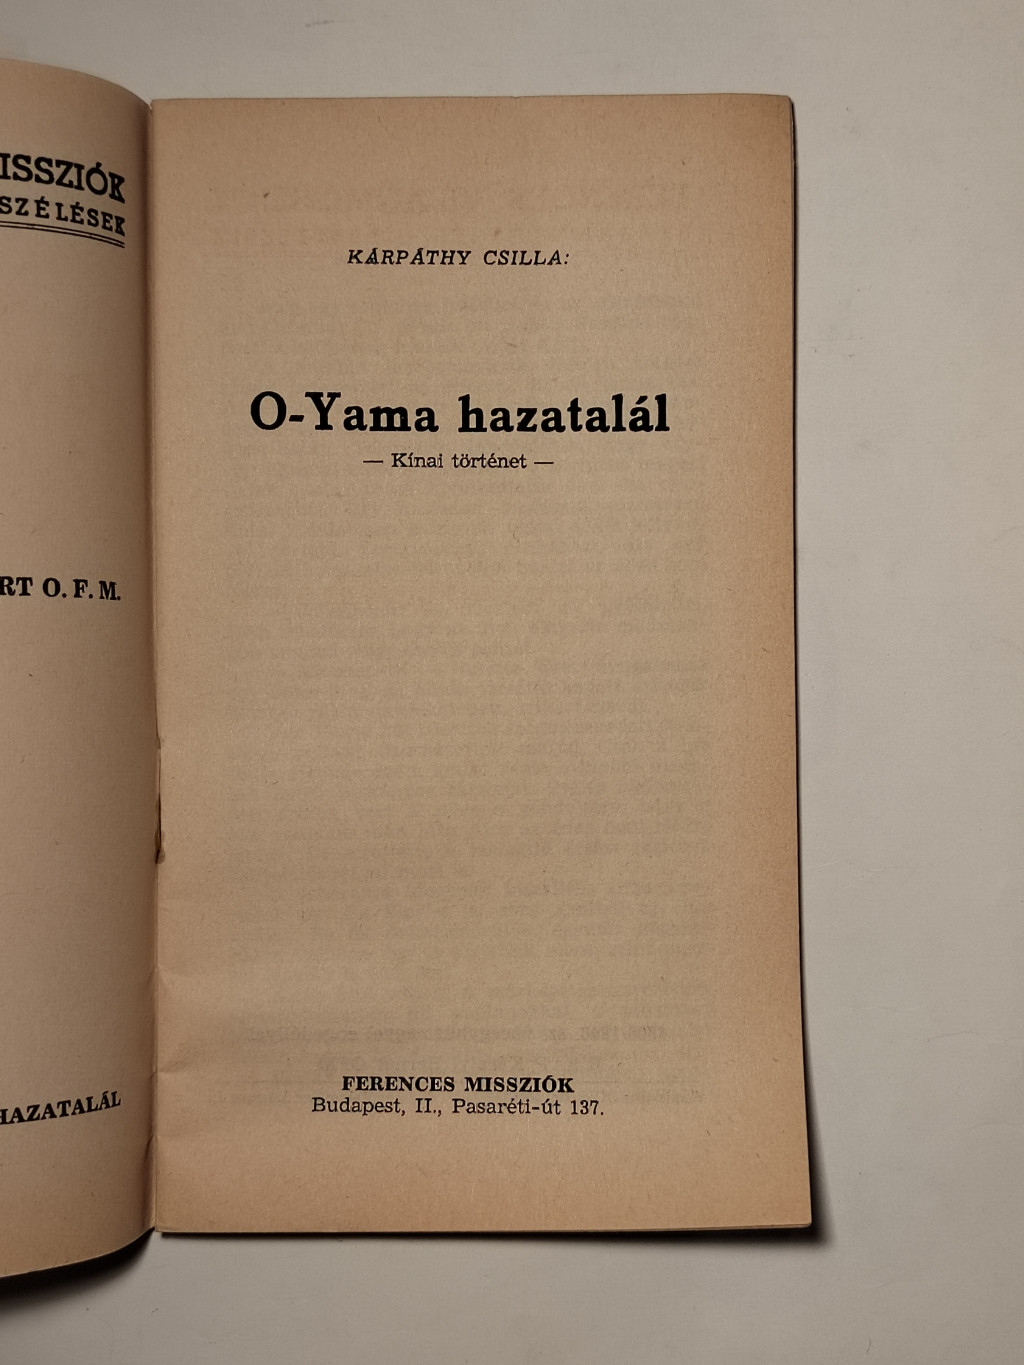 ISSZIÓK
SZÉLÉSEK
RT O. F. M.
HAZATALÁL
KÁRPÁTHY CSILLA:
O-Yama hazatalál
— Kínai történet —
FERENCES MISSZIÓK
Budapest, II., Pasaréti-út 137.